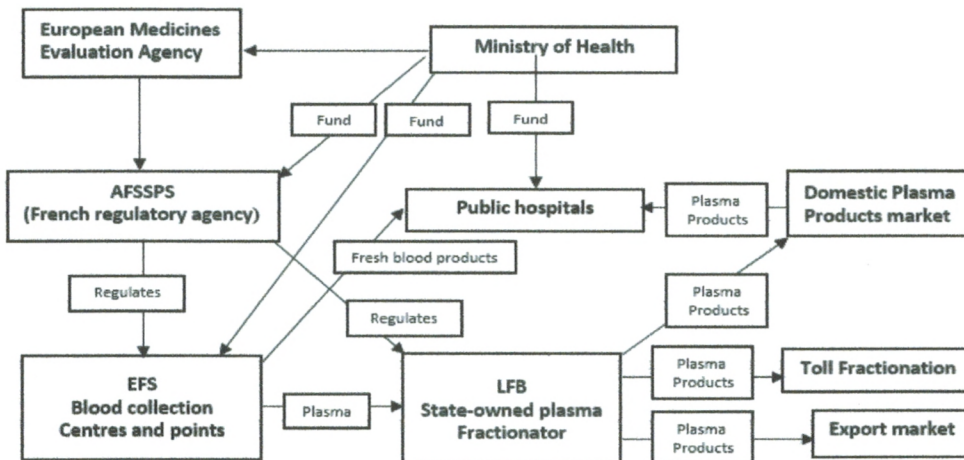 European Medicines
Evaluation Agency
Ministry of Health
Fund
Fund
Fund
AFSSPS
(French regulatory agency)
Public hospitals
Plasma
Products
Domestic Plasma
Products market
Fresh blood products
Regulates
Plasma
Products
Regulates
EFS
Blood collection
Centres and points
Plasma
LFB
State-owned plasma
Fractionator
Plasma
Products
Toll Fractionation
Plasma
Products
Export market